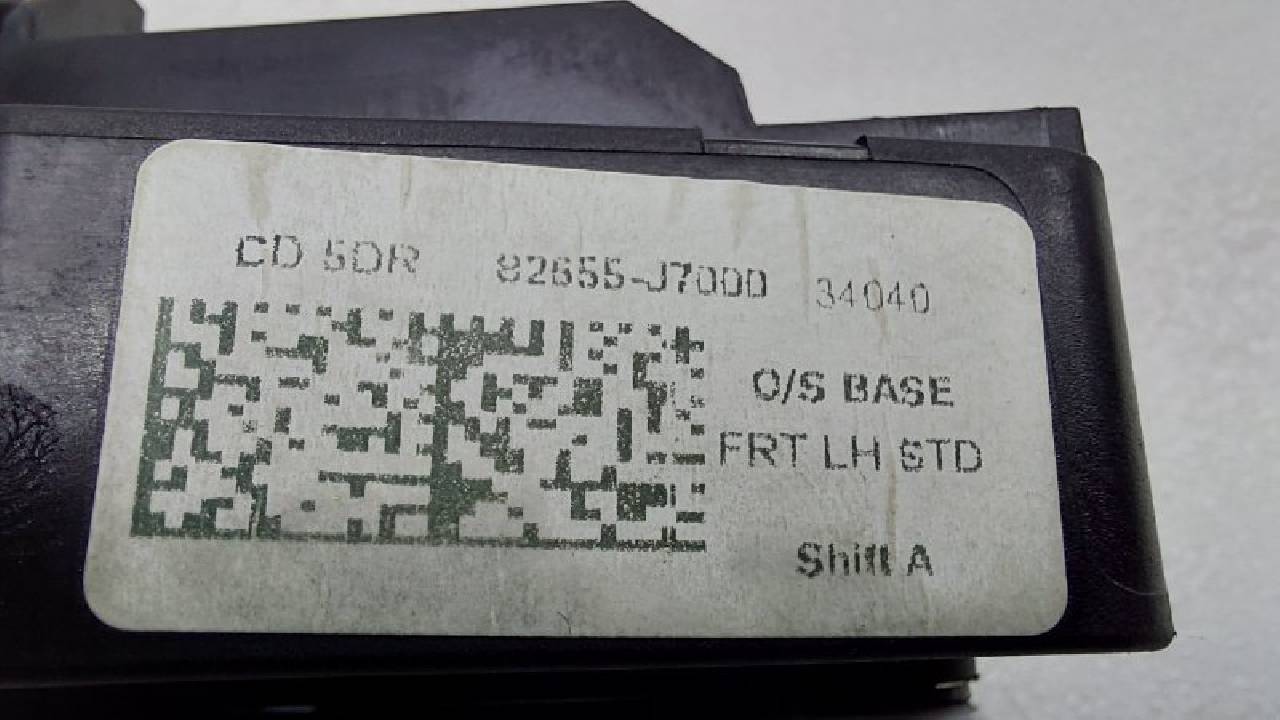 CD 5DR 82655-J7000 34040
O/S BASE
FRT LH STD
Shift A